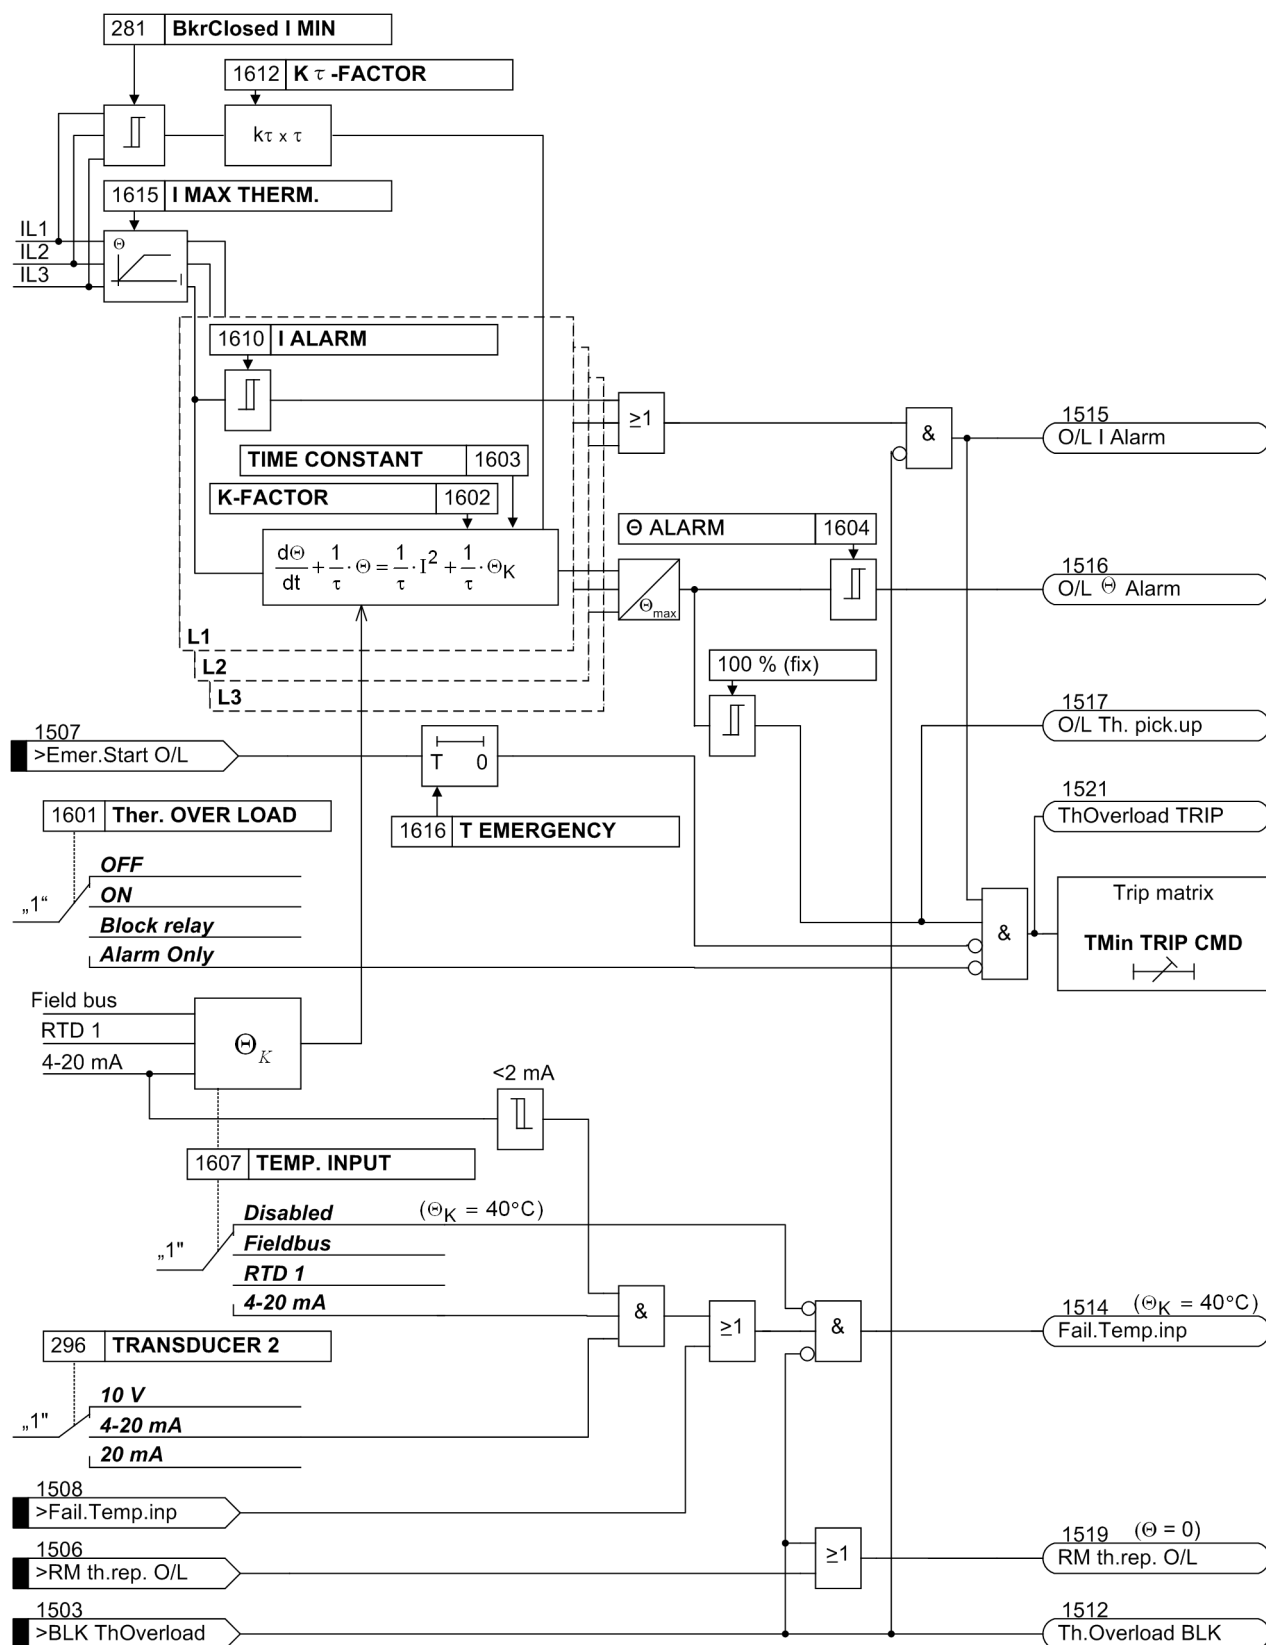 281 BkrClosed I MIN
1612 K τ -FACTOR
kτ x τ
1615 I MAX THERM.
IL1
IL2
IL3
Θ
I
1610 I ALARM
≥1
&
1515
O/L I Alarm
TIME CONSTANT 1603
K-FACTOR 1602
Θ ALARM 1604
dΘ/dt + 1/τ · Θ = 1/τ · I² + 1/τ · ΘK
Θmax
1516
O/L Θ Alarm
L1
L2
L3
100 % (fix)
1517
O/L Th. pick.up
1507
>Emer.Start O/L
T 0
1616 T EMERGENCY
1521
ThOverload TRIP
1601 Ther. OVER LOAD
OFF
ON
Block relay
Alarm Only
„1“
&
Trip matrix
TMin TRIP CMD
Field bus
RTD 1
4-20 mA
ΘK
<2 mA
1607 TEMP. INPUT
Disabled (ΘK = 40°C)
Fieldbus
RTD 1
4-20 mA
„1"
&
≥1
&
1514 (ΘK = 40°C)
Fail.Temp.inp
296 TRANSDUCER 2
10 V
4-20 mA
20 mA
„1"
1508
>Fail.Temp.inp
1506
>RM th.rep. O/L
≥1
1519 (Θ = 0)
RM th.rep. O/L
1503
>BLK ThOverload
1512
Th.Overload BLK